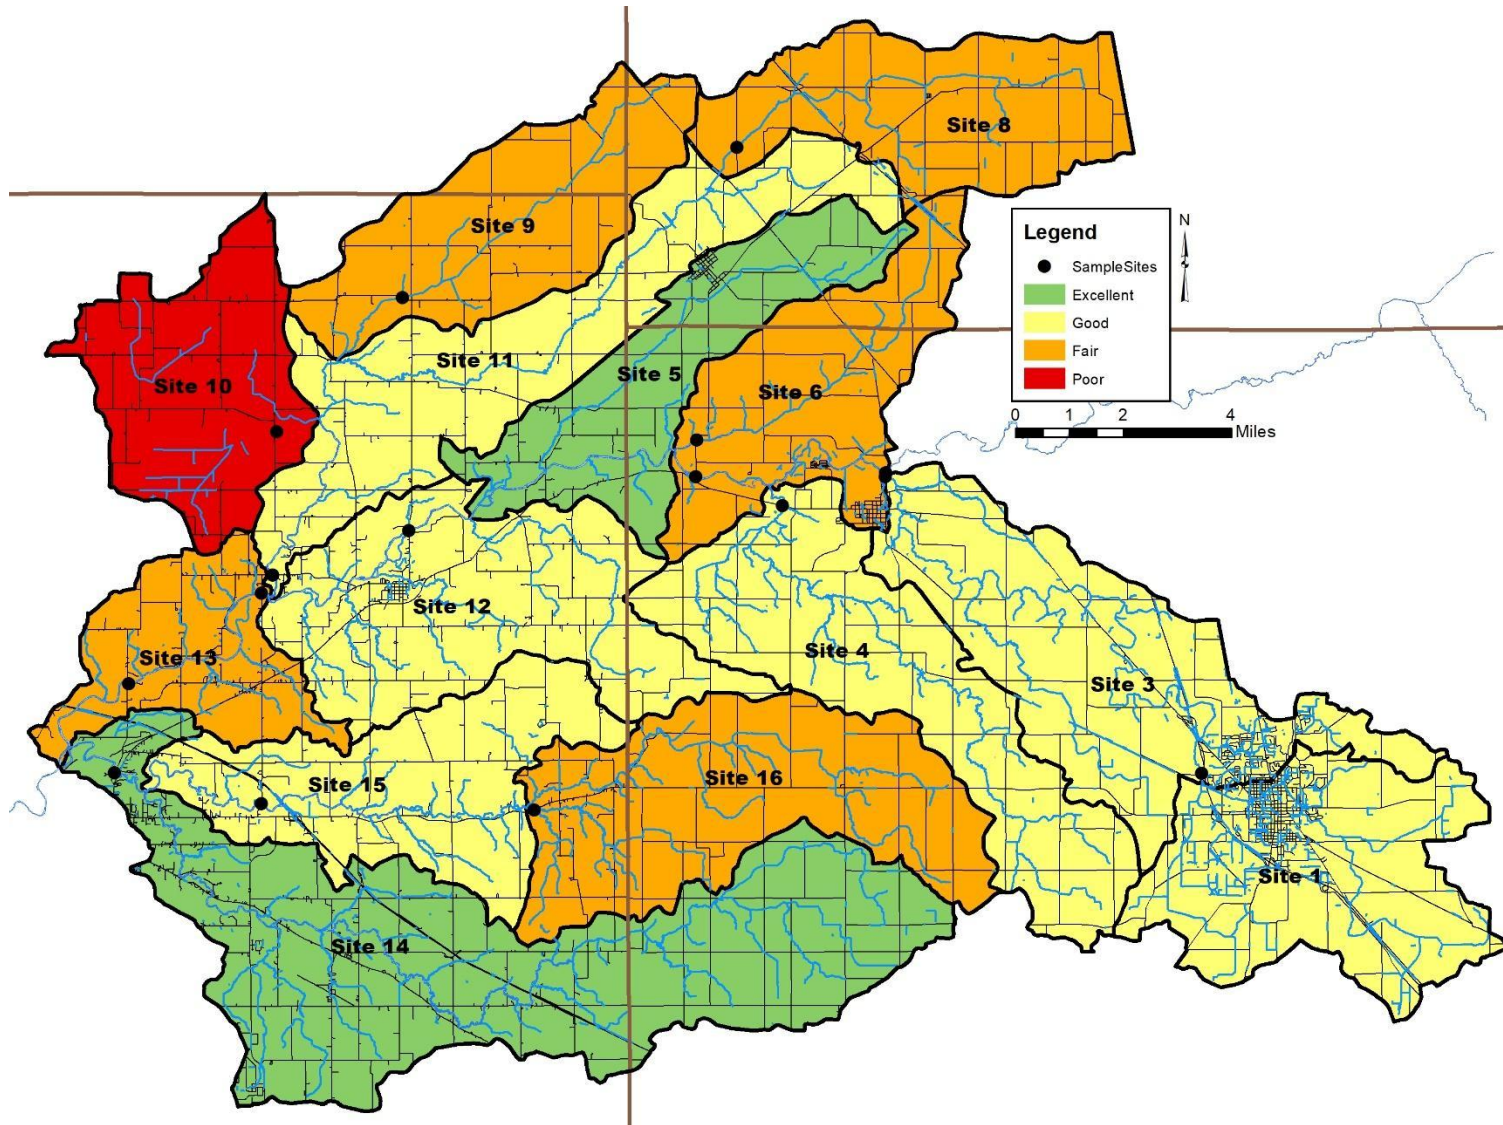 Site 8
Site 9
N
Legend
SampleSites
Excellent
Good
Fair
Poor
0 1 2 4
Miles
Site 11
Site 5
Site 10
Site 6
Site 12
Site 4
Site 13
Site 3
Site 16
Site 15
Site 1
Site 14